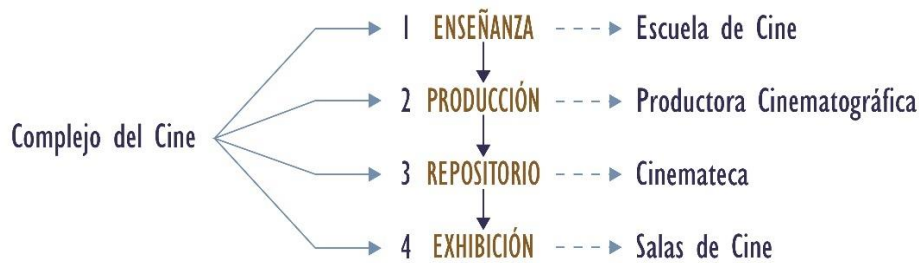 1 ENSEÑANZA Escuela de Cine
2 PRODUCCIÓN Productora Cinematográfica
Complejo del Cine
3 REPOSITORIO Cinemateca
4 EXHIBICIÓN Salas de Cine